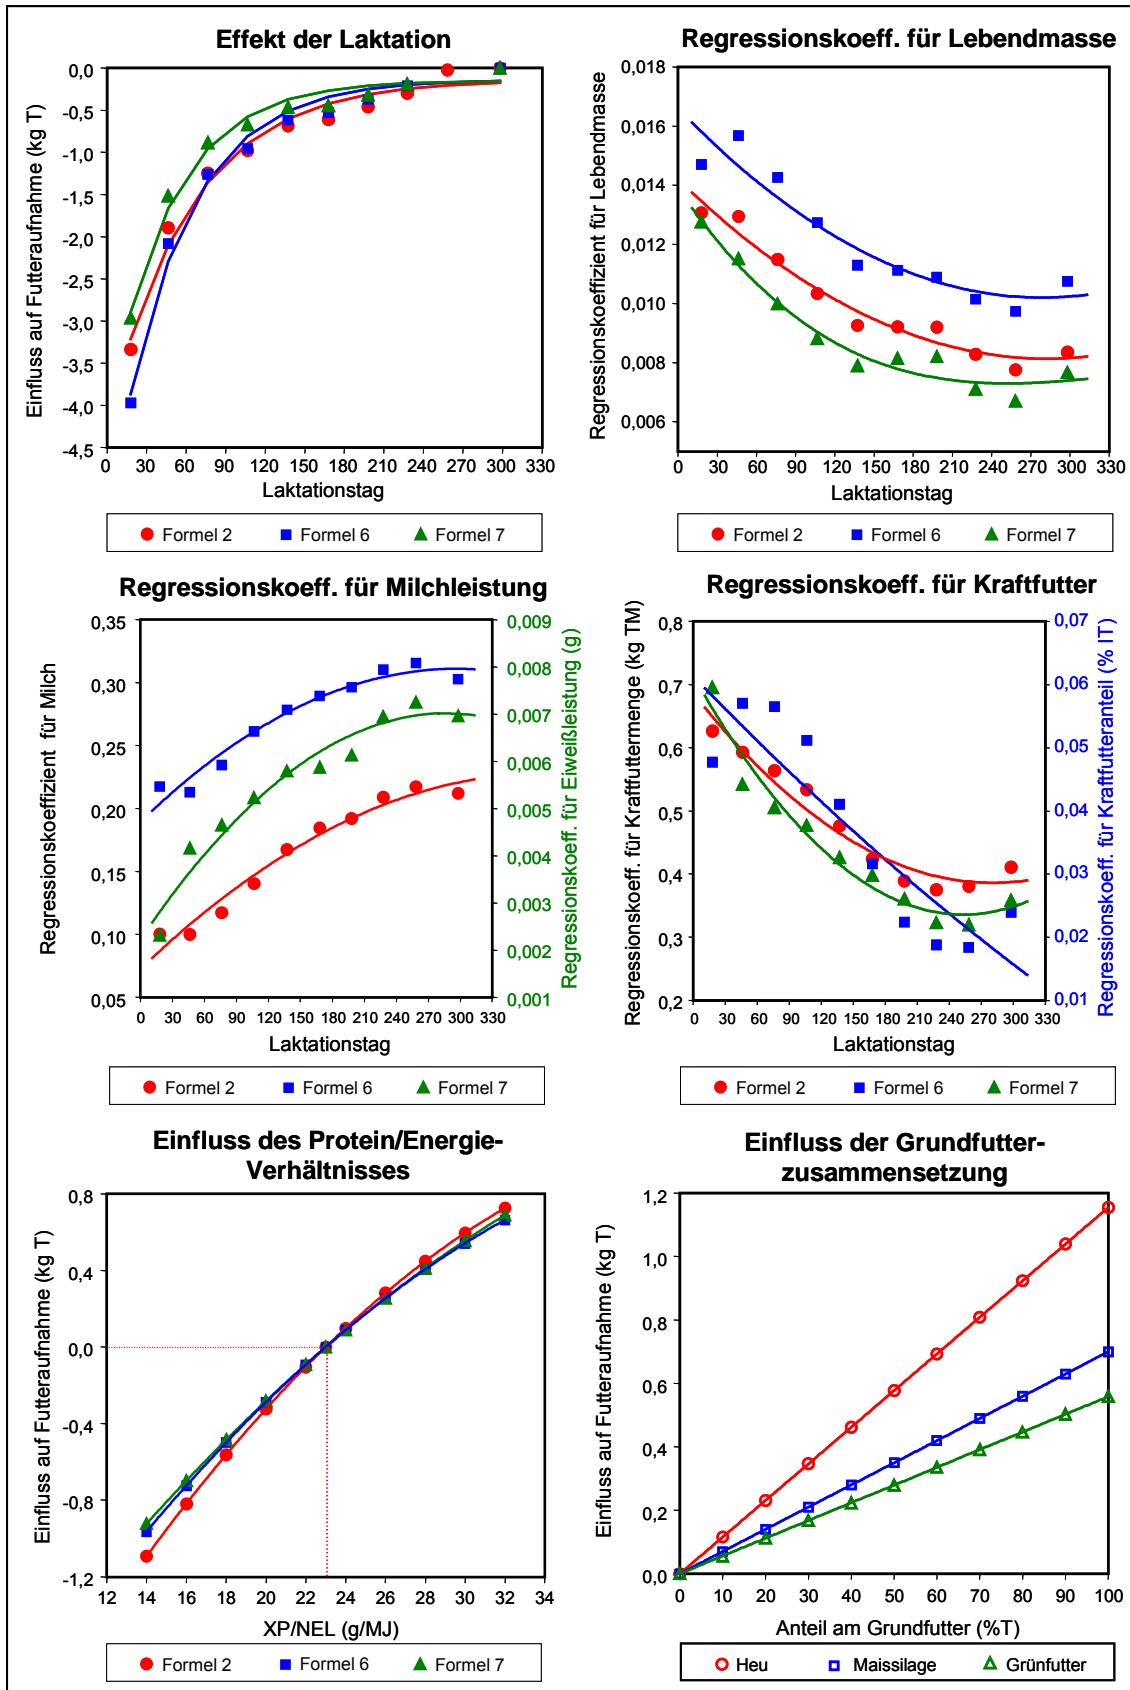 Effekt der Laktation
0,0
-0,5
-1,0
-1,5
-2,0
-2,5
-3,0
-3,5
-4,0
-4,5
Einfluss auf Futteraufnahme (kg T)
0 30 60 90 120 150 180 210 240 270 300 330
Laktationstag
Formel 2 Formel 6 Formel 7
Regressionskoeff. für Lebendmasse
0,018
0,016
0,014
0,012
0,010
0,008
0,006
Regressionskoeffizient für Lebendmasse
0 30 60 90 120 150 180 210 240 270 300 330
Laktationstag
Formel 2 Formel 6 Formel 7
Regressionskoeff. für Milchleistung
0,35
0,30
0,25
0,20
0,15
0,10
0,05
Regressionskoeffizient für Milch
0,009
0,008
0,007
0,006
0,005
0,004
0,003
0,002
0,001
Regressionskoeff. für Eiweißleistung (g)
0 30 60 90 120 150 180 210 240 270 300 330
Laktationstag
Formel 2 Formel 6 Formel 7
Regressionskoeff. für Kraftfutter
0,8
0,7
0,6
0,5
0,4
0,3
0,2
Regressionskoeff. für Kraftfuttermenge (kg TM)
0,07
0,06
0,05
0,04
0,03
0,02
0,01
Regressionskoeff. für Kraftfutteranteil (% IT)
0 30 60 90 120 150 180 210 240 270 300 330
Laktationstag
Formel 2 Formel 6 Formel 7
Einfluss des Protein/Energie-
Verhältnisses
0,8
0,4
0,0
-0,4
-0,8
-1,2
Einfluss auf Futteraufnahme (kg T)
12 14 16 18 20 22 24 26 28 30 32 34
XP/NEL (g/MJ)
Formel 2 Formel 6 Formel 7
Einfluss der Grundfutter-
zusammensetzung
1,2
1,0
0,8
0,6
0,4
0,2
0,0
Einfluss auf Futteraufnahme (kg T)
0 10 20 30 40 50 60 70 80 90 100
Anteil am Grundfutter (%T)
Heu Maissilage Grünfutter